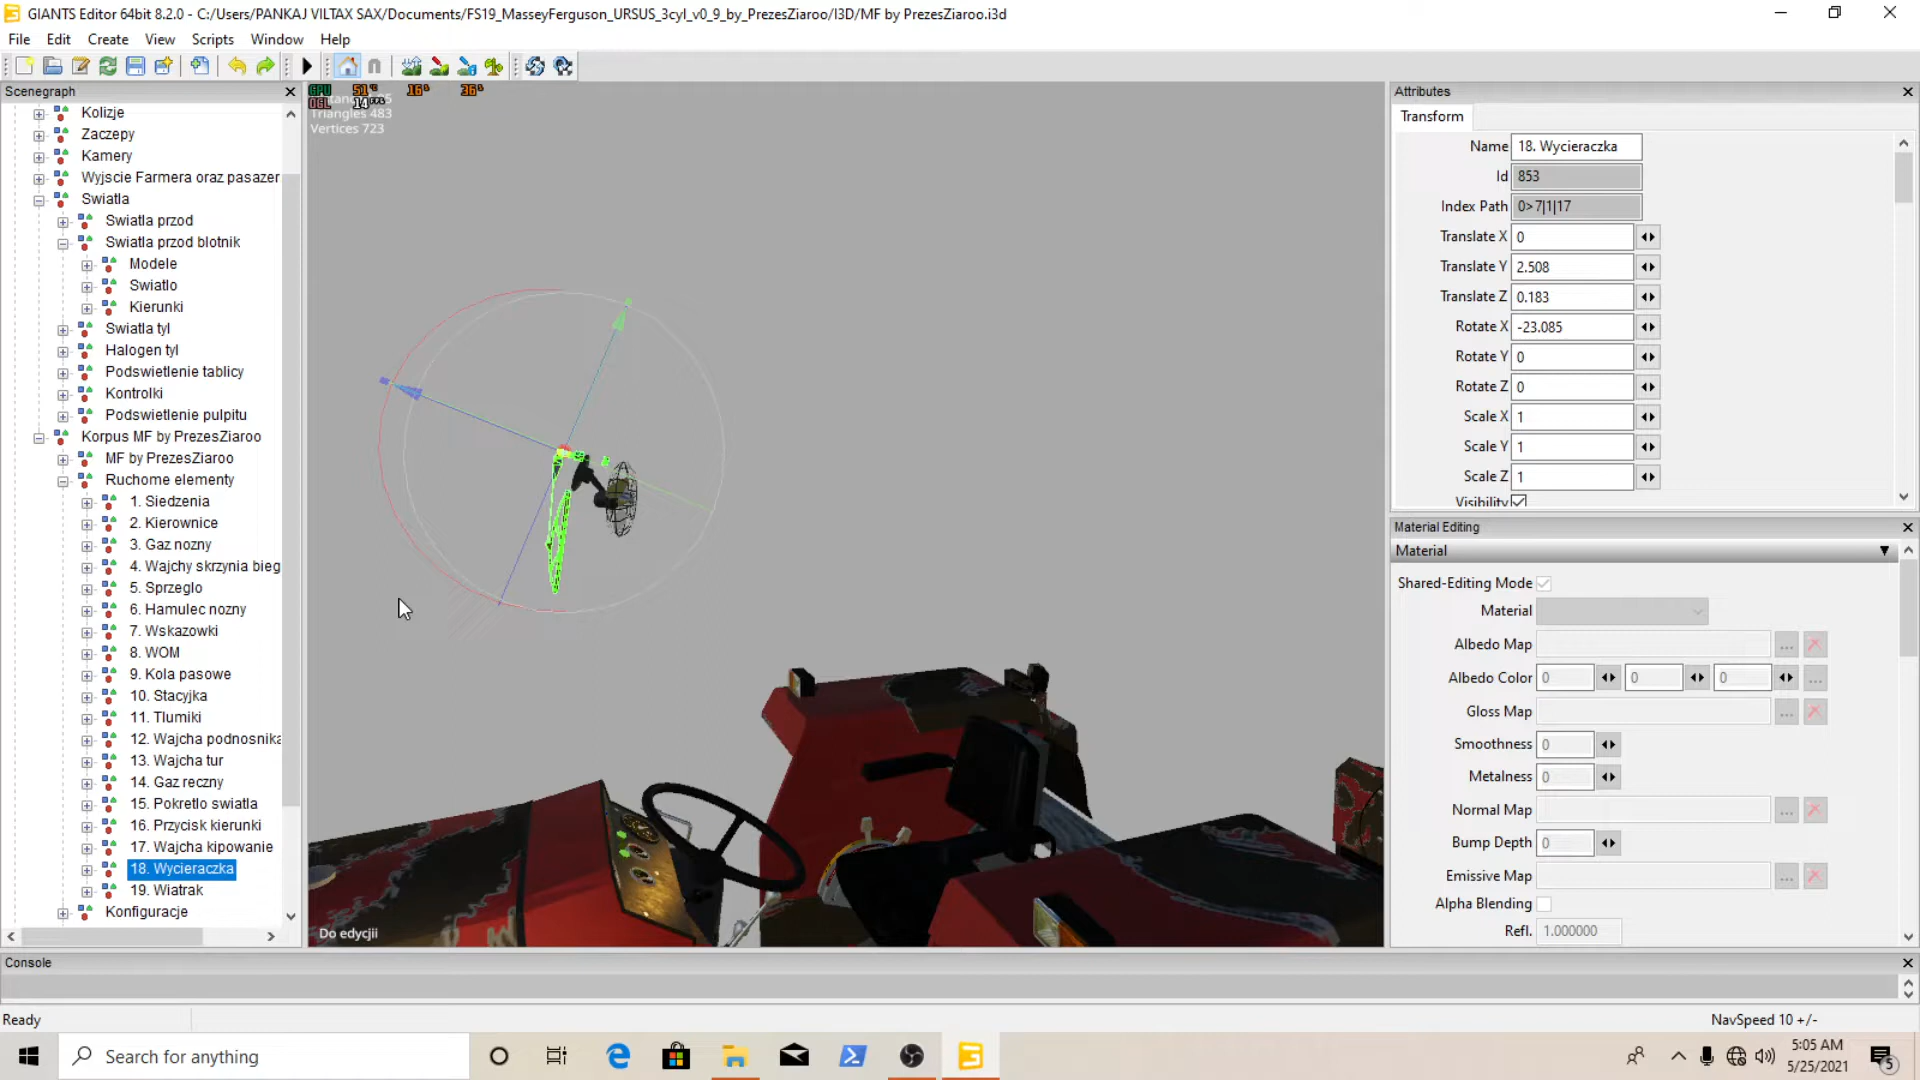 GIANTS Editor 64bit 8.2.0 - C:/Users/PANKAJ VILTAX SAX/Documents/FS19_MasseyFerguson_URSUS_3cyl_v0_9_by_PrezesZiaroo/I3D/MF by PrezesZiaroo.i3d
File Edit Create View Scripts Window Help
Scenegraph
Kolizje
Zaczepy
Kamery
Wyjscie Farmera oraz pasazer
Swiatla
Swiatla przod
Swiatla przod blotnik
Modele
Swiatlo
Kierunki
Swiatla tyl
Halogen tyl
Podswietlenie tablicy
Kontrolki
Podswietlenie pulpitu
Korpus MF by PrezesZiaroo
MF by PrezesZiaroo
Ruchome elementy
1. Siedzenia
2. Kierownice
3. Gaz nozny
4. Wajchy skrzynia bieg
5. Sprzeglo
6. Hamulec nozny
7. Wskazowki
8. WOM
9. Kola pasowe
10. Stacyjka
11. Tlumiki
12. Wajcha podnosnika
13. Wajcha tur
14. Gaz reczny
15. Pokretlo swiatla
16. Przycisk kierunki
17. Wajcha kipowanie
18. Wycieraczka
19. Wiatrak
Konfiguracje
GPU 51°C 16% 36%
OGL 14 FPS
Triangles 483
Vertices 723
Do edycjii
Attributes
Transform
Name 18. Wycieraczka
Id 853
Index Path 0>7|1|17
Translate X 0
Translate Y 2.508
Translate Z 0.183
Rotate X -23.085
Rotate Y 0
Rotate Z 0
Scale X 1
Scale Y 1
Scale Z 1
Visibility
Material Editing
Material
Shared-Editing Mode
Material
Albedo Map ...
Albedo Color 0 0 0 ...
Gloss Map ...
Smoothness 0
Metalness 0
Normal Map ...
Bump Depth 0
Emissive Map ...
Alpha Blending
Refl. 1.000000
Console
Ready
NavSpeed 10 +/-
Search for anything
5:05 AM
5/25/2021
5